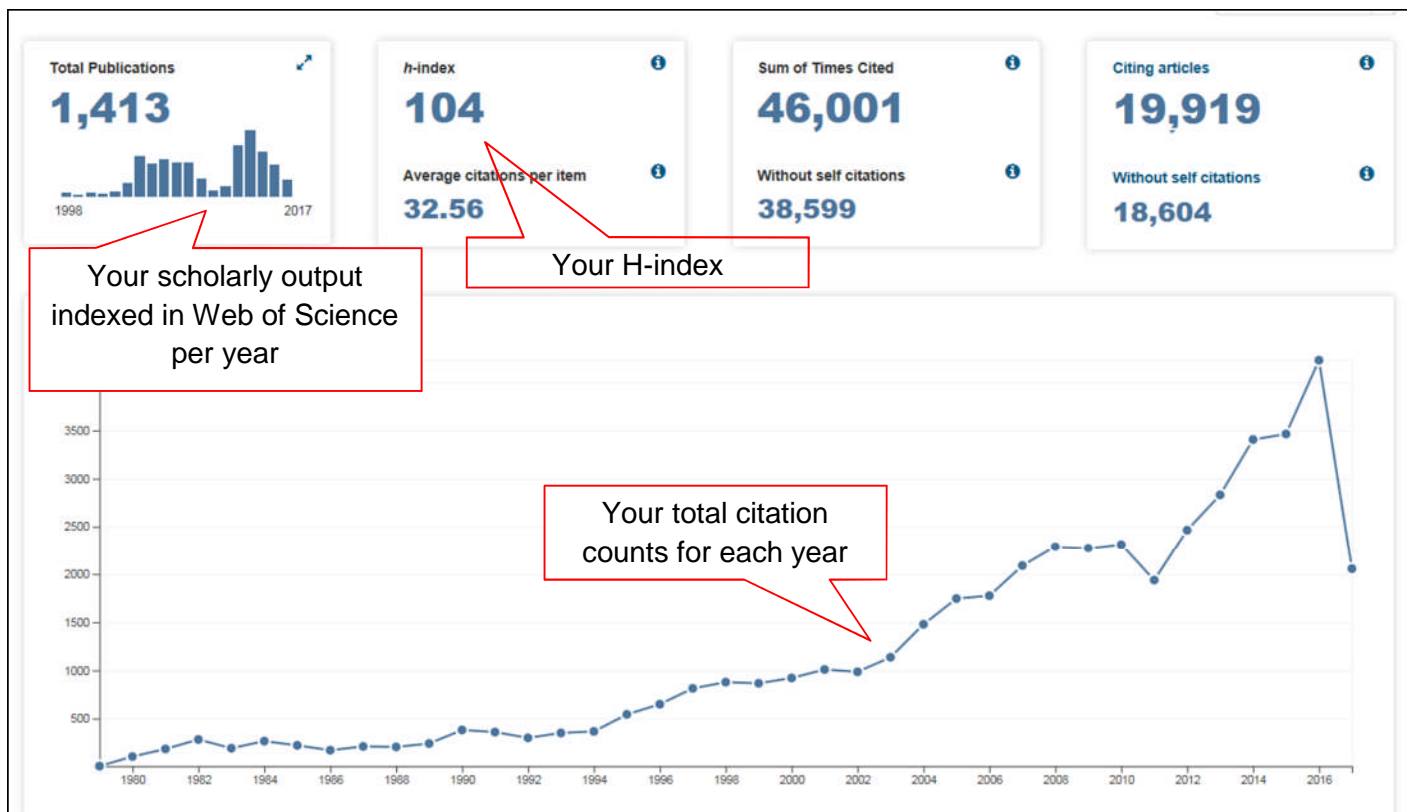 Total Publications
1,413
1998
2017
h-index
104
Average citations per item
32.56
Sum of Times Cited
46,001
Without self citations
38,599
Citing articles
19,919
Without self citations
18,604
Your scholarly output
indexed in Web of Science
per year
Your H-index
Your total citation
counts for each year
3500
3000
2500
2000
1500
1000
500
1980
1982
1984
1986
1988
1990
1992
1994
1996
1998
2000
2002
2004
2006
2008
2010
2012
2014
2016